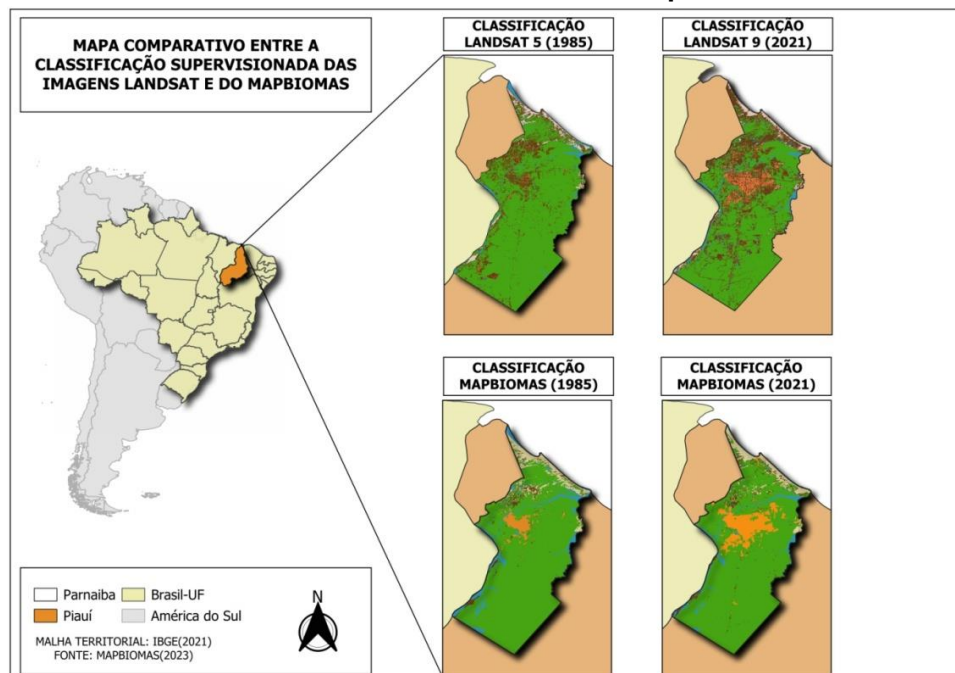 MAPA COMPARATIVO ENTRE A
CLASSIFICAÇÃO SUPERVISIONADA DAS
IMAGENS LANDSAT E DO MAPBIOMAS
CLASSIFICAÇÃO
LANDSAT 5 (1985)
CLASSIFICAÇÃO
LANDSAT 9 (2021)
CLASSIFICAÇÃO
MAPBIOMAS (1985)
CLASSIFICAÇÃO
MAPBIOMAS (2021)
Parnaiba
Brasil-UF
Piauí
América do Sul
MALHA TERRITORIAL: IBGE(2021)
FONTE: MAPBIOMAS(2023)
N